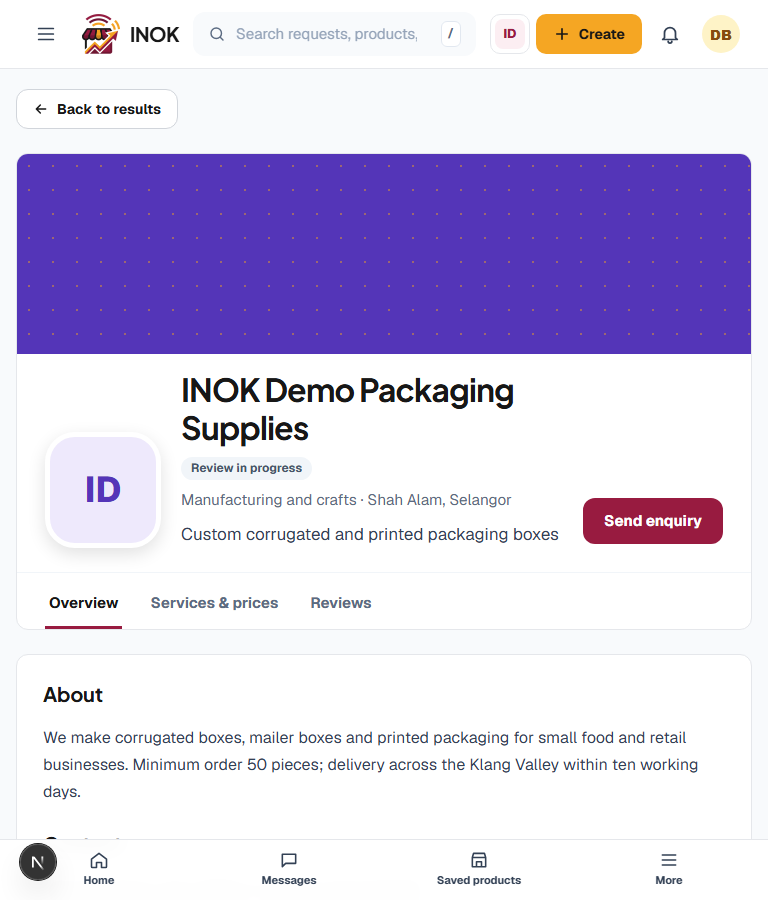 INOK
Search requests, products,
/
ID
Create
DB
Back to results
INOK Demo Packaging
Supplies
ID
Review in progress
Manufacturing and crafts · Shah Alam, Selangor
Custom corrugated and printed packaging boxes
Send enquiry
Overview
Services & prices
Reviews
About
We make corrugated boxes, mailer boxes and printed packaging for small food and retail
businesses. Minimum order 50 pieces; delivery across the Klang Valley within ten working
days.
N
Home
Messages
Saved products
More